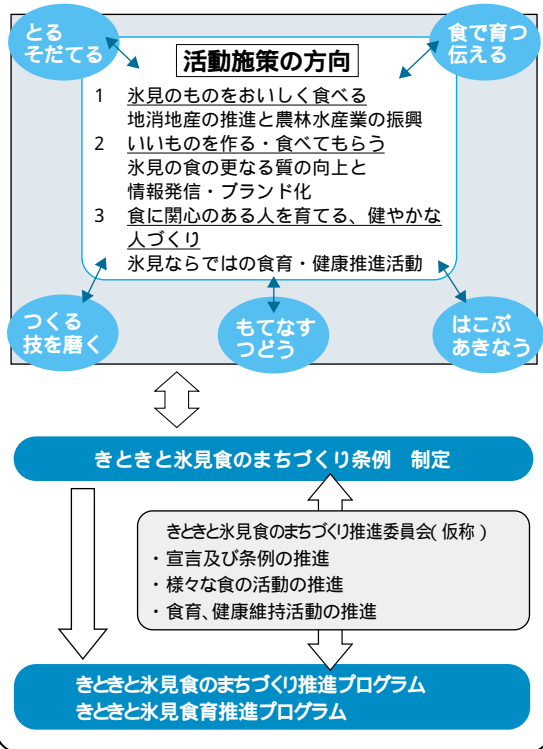 とる
そだてる
食で育つ
伝える
活動施策の方向
1 氷見のものをおいしく食べる
地消地産の推進と農林水産業の振興
2 いいものを作る・食べてもらう
氷見の食の更なる質の向上と
情報発信・ブランド化
3 食に関心のある人を育てる、健やかな
人づくり
氷見ならではの食育・健康推進活動
つくる
技を磨く
もてなす
つどう
はこぶ
あきなう
きときと氷見食のまちづくり条例 制定
きときと氷見食のまちづくり推進委員会(仮称)
・宣言及び条例の推進
・様々な食の活動の推進
・食育、健康維持活動の推進
きときと氷見食のまちづくり推進プログラム
きときと氷見食育推進プログラム